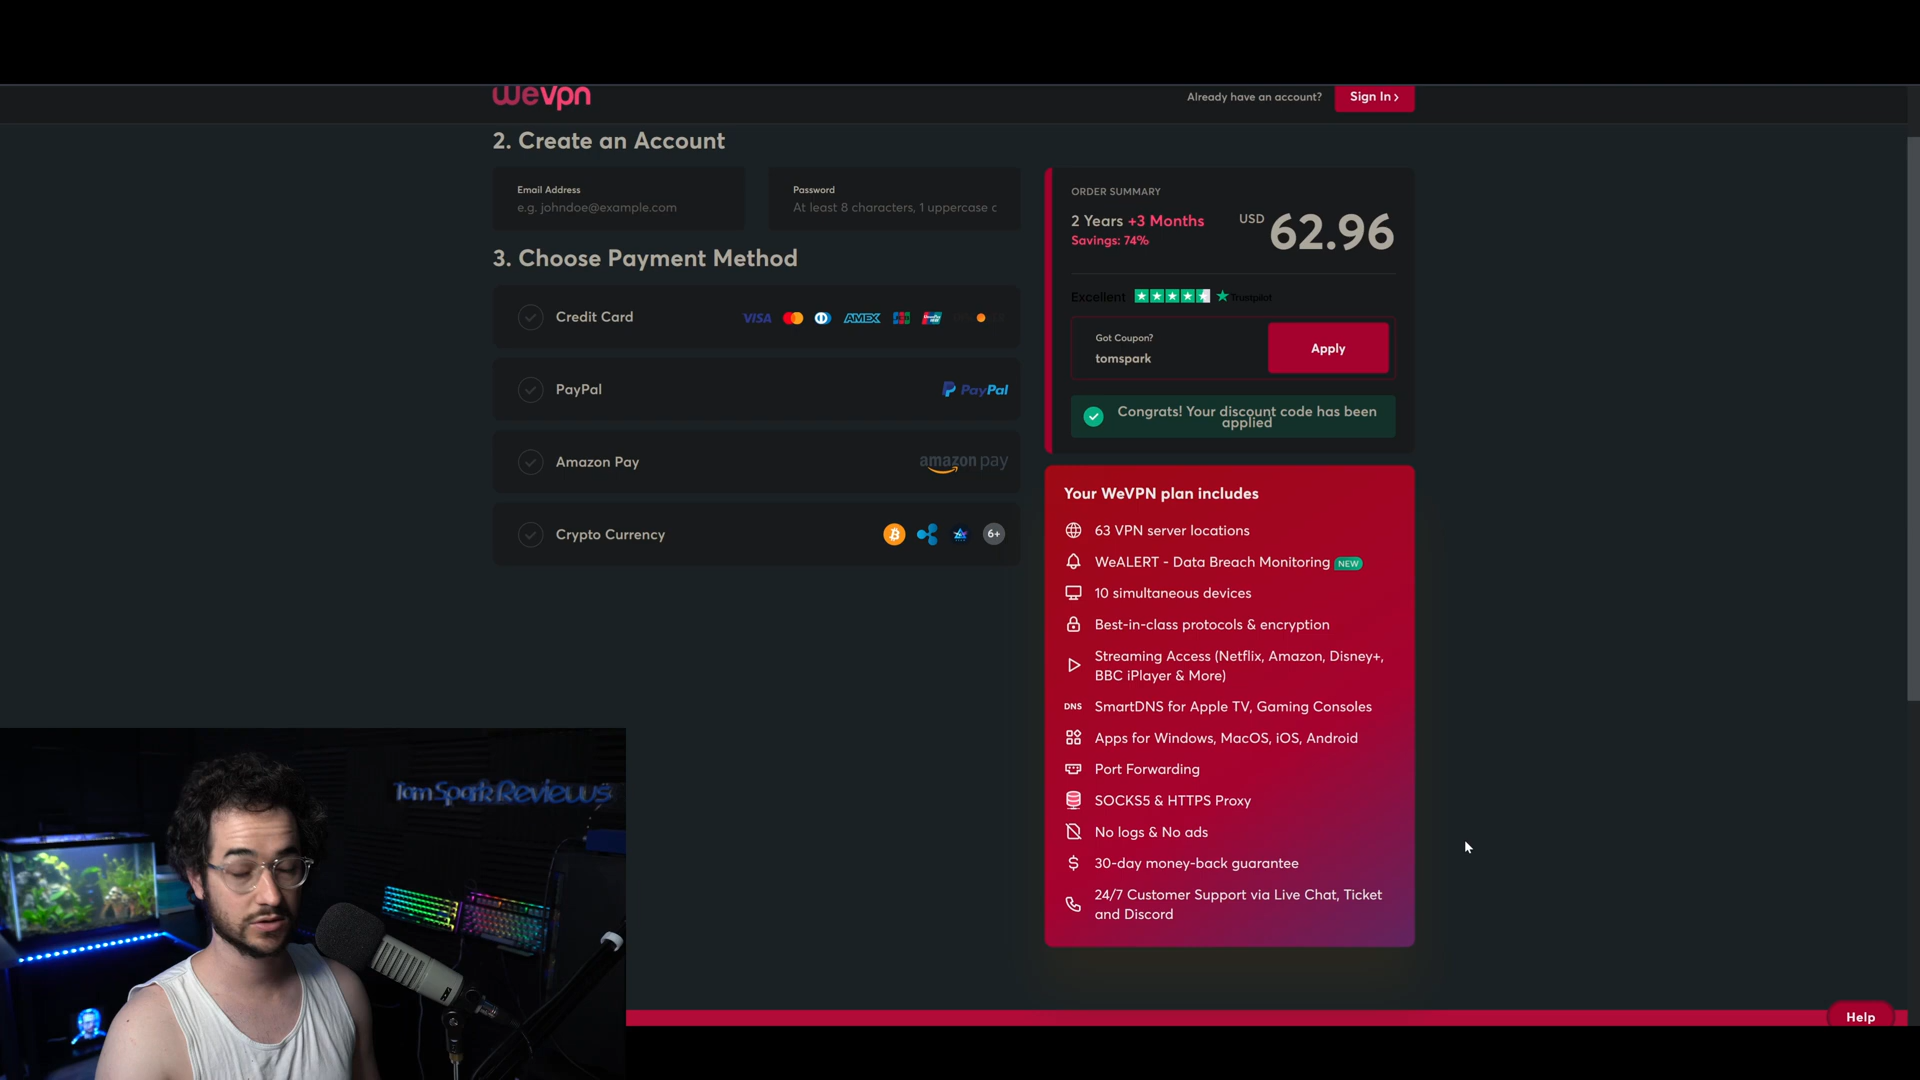 wevpn
Already have an account?
Sign In ›
2. Create an Account
Email Address
e.g. johndoe@example.com
Password
At least 8 characters, 1 uppercase c
3. Choose Payment Method
Credit Card
VISA
AMEX
JCB
PayPal
PayPal
Amazon Pay
amazon pay
Crypto Currency
6+
ORDER SUMMARY
2 Years +3 Months
USD 62.96
Savings: 74%
Excellent
Trustpilot
Got Coupon?
tomspark
Apply
Congrats! Your discount code has been
applied
Your WeVPN plan includes
63 VPN server locations
WeALERT - Data Breach Monitoring NEW
10 simultaneous devices
Best-in-class protocols & encryption
Streaming Access (Netflix, Amazon, Disney+,
BBC iPlayer & More)
DNS SmartDNS for Apple TV, Gaming Consoles
Apps for Windows, MacOS, iOS, Android
Port Forwarding
SOCKS5 & HTTPS Proxy
No logs & No ads
30-day money-back guarantee
24/7 Customer Support via Live Chat, Ticket
and Discord
Help
Tom Spark Reviews